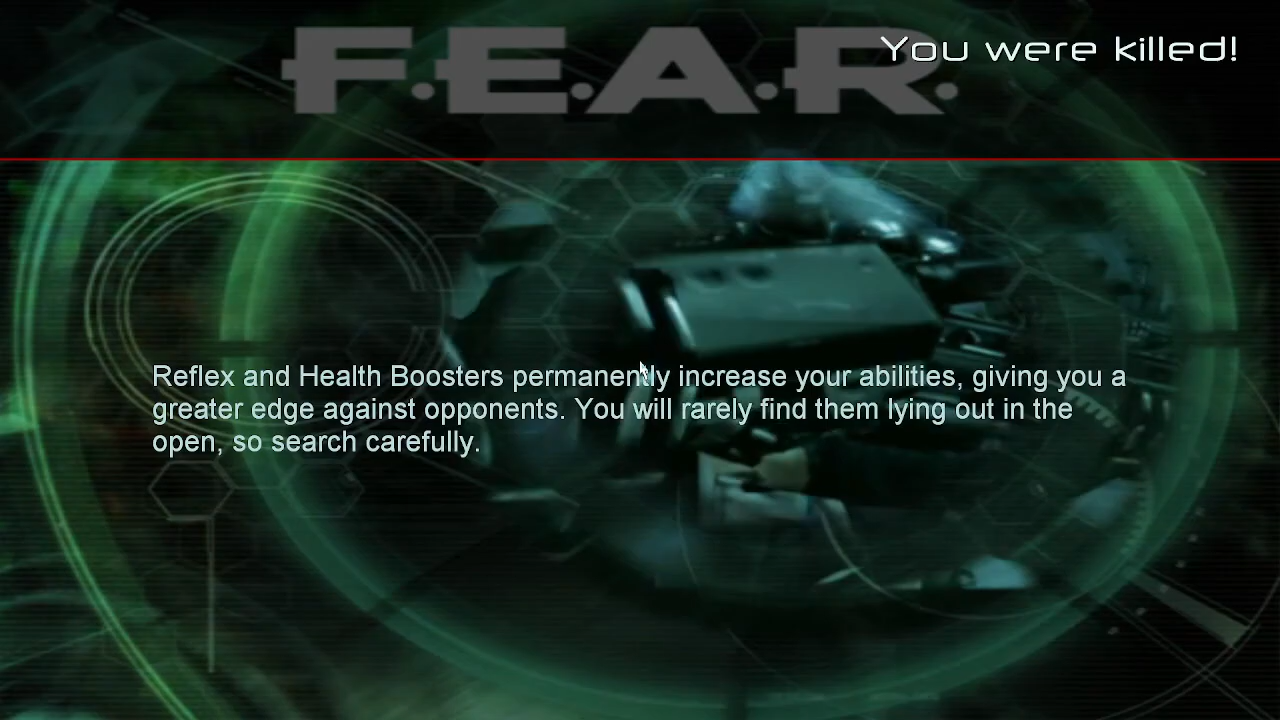 F.E.A.R.
You were killed!
Reflex and Health Boosters permanently increase your abilities, giving you a
greater edge against opponents. You will rarely find them lying out in the
open, so search carefully.